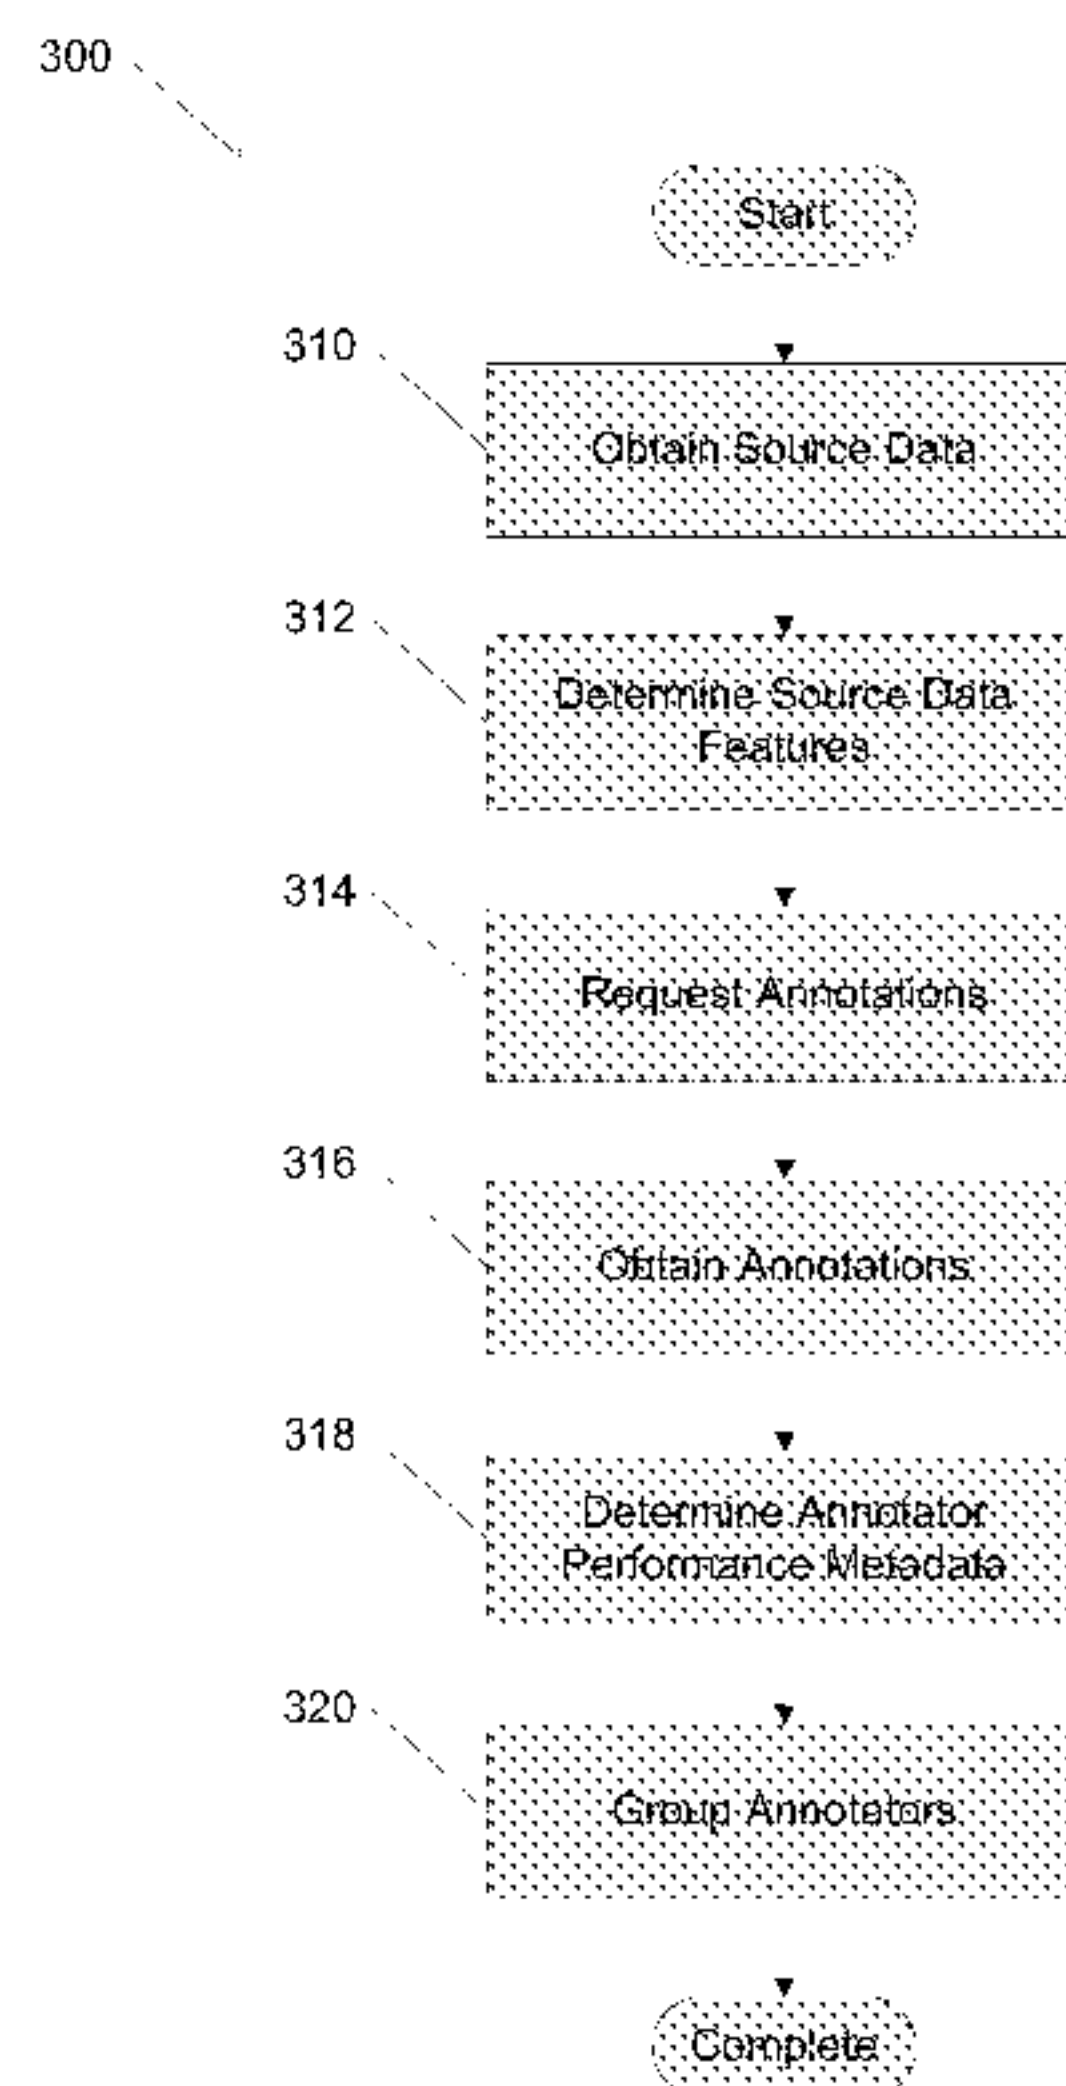 300
Start
310
Obtain Source Data
312
Determine Source Data
Features
314
Request Annotations
316
Obtain Annotations
318
Determine Annotator
Performance Metadata
320
Group Annotators
Complete